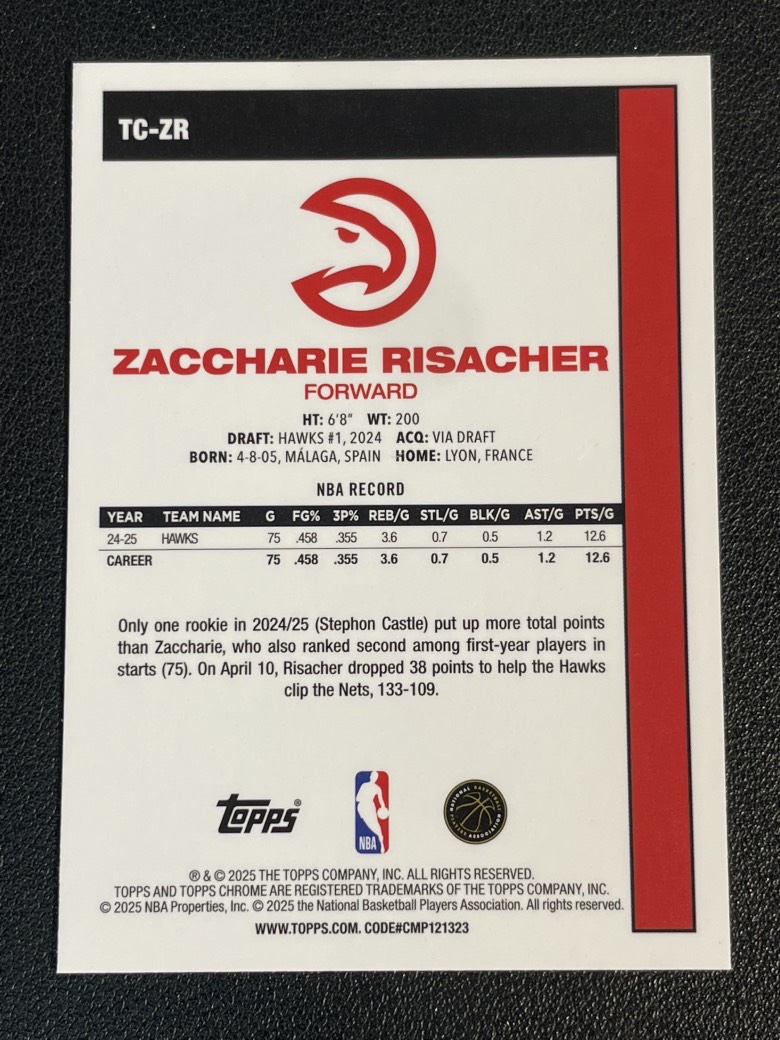 TC-ZR
ZACCHARIE RISACHER
FORWARD
HT: 6'8" WT: 200
DRAFT: HAWKS #1, 2024 ACQ: VIA DRAFT
BORN: 4-8-05, MÁLAGA, SPAIN HOME: LYON, FRANCE
NBA RECORD
YEAR TEAM NAME G FG% 3P% REB/G STL/G BLK/G AST/G PTS/G
24-25 HAWKS 75 .458 .355 3.6 0.7 0.5 1.2 12.6
CAREER 75 .458 .355 3.6 0.7 0.5 1.2 12.6
Only one rookie in 2024/25 (Stephon Castle) put up more total points
than Zaccharie, who also ranked second among first-year players in
starts (75). On April 10, Risacher dropped 38 points to help the Hawks
clip the Nets, 133-109.
Topps®
NBA
NATIONAL BASKETBALL PLAYERS ASSOCIATION
® & © 2025 THE TOPPS COMPANY, INC. ALL RIGHTS RESERVED.
TOPPS AND TOPPS CHROME ARE REGISTERED TRADEMARKS OF THE TOPPS COMPANY, INC.
© 2025 NBA Properties, Inc. © 2025 the National Basketball Players Association. All rights reserved.
WWW.TOPPS.COM. CODE#CMP121323